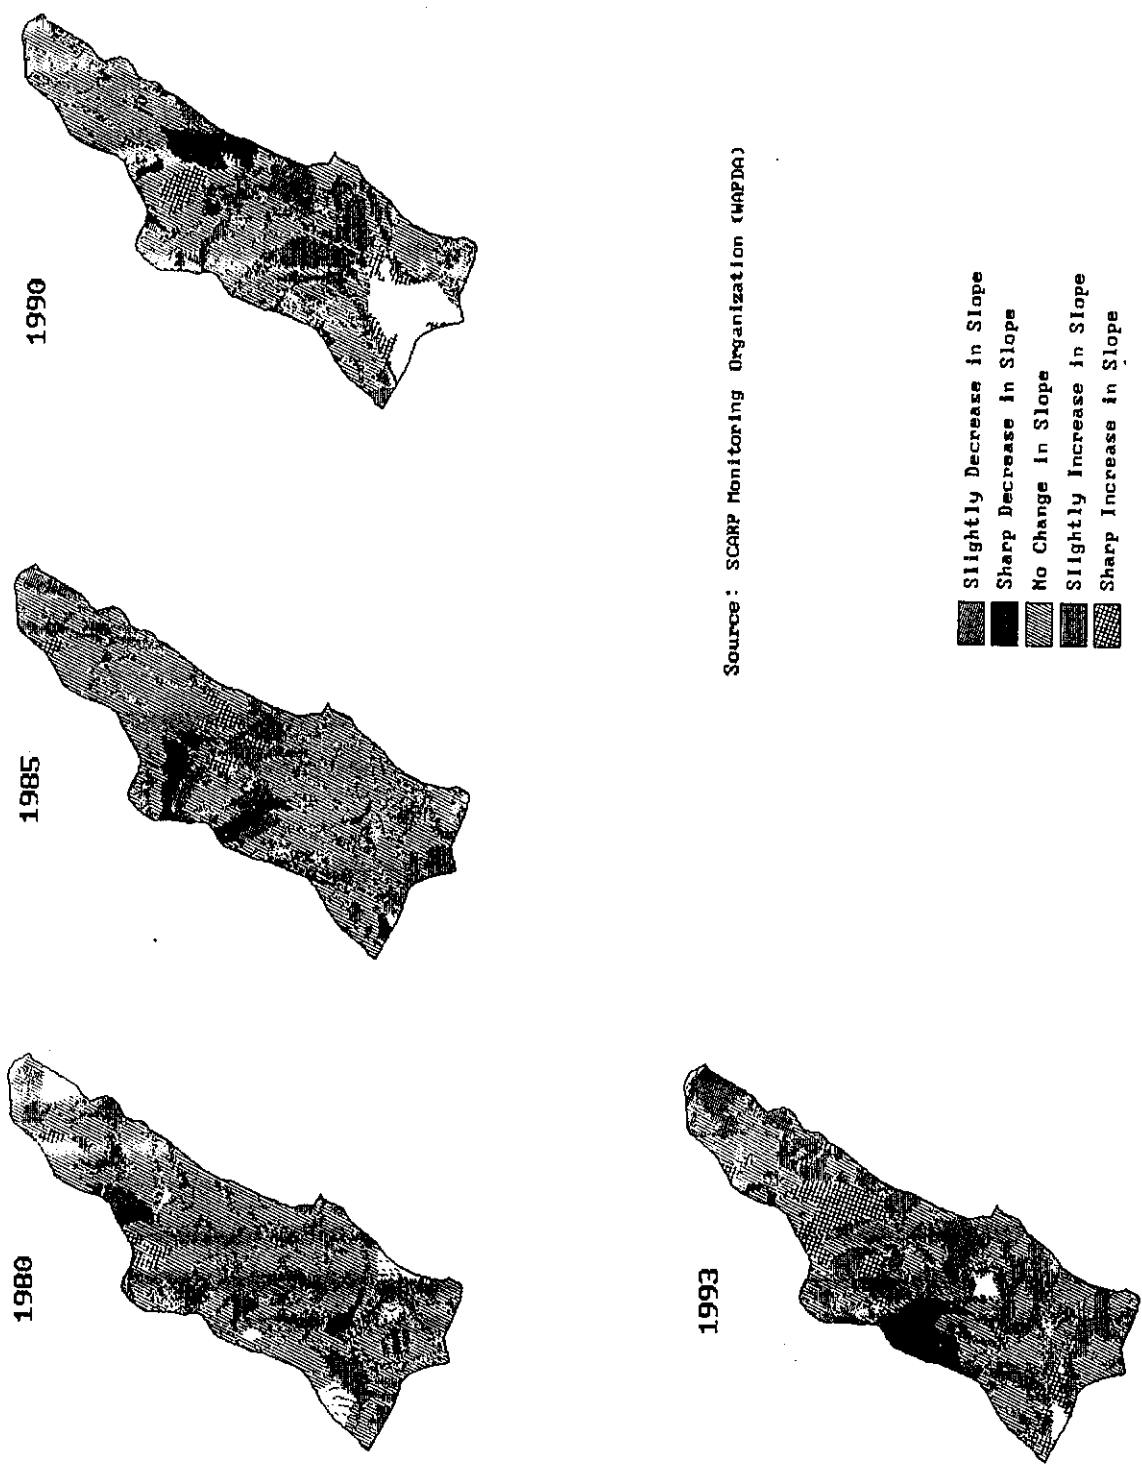 1980
1985
1990
1993
Source: SCARP Monitoring Organization (WAPDA)
Slightly Decrease in Slope
Sharp Decrease in Slope
No Change in Slope
Slightly Increase in Slope
Sharp Increase in Slope